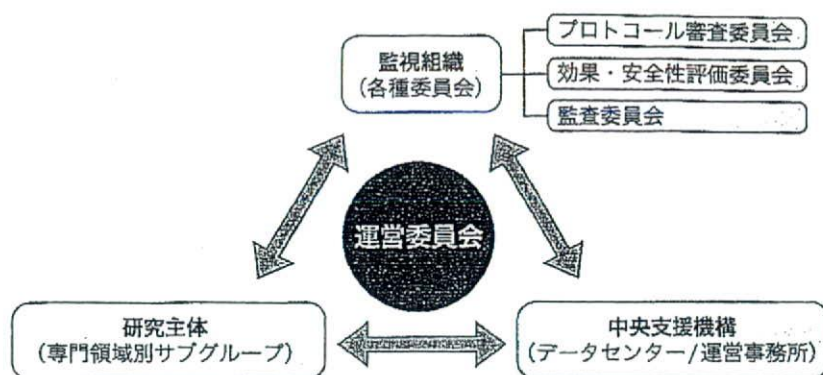 監視組織
(各種委員会)
プロトコール審査委員会
効果・安全性評価委員会
監査委員会
運営委員会
研究主体
(専門領域別サブグループ)
中央支援機構
(データセンター/運営事務所)